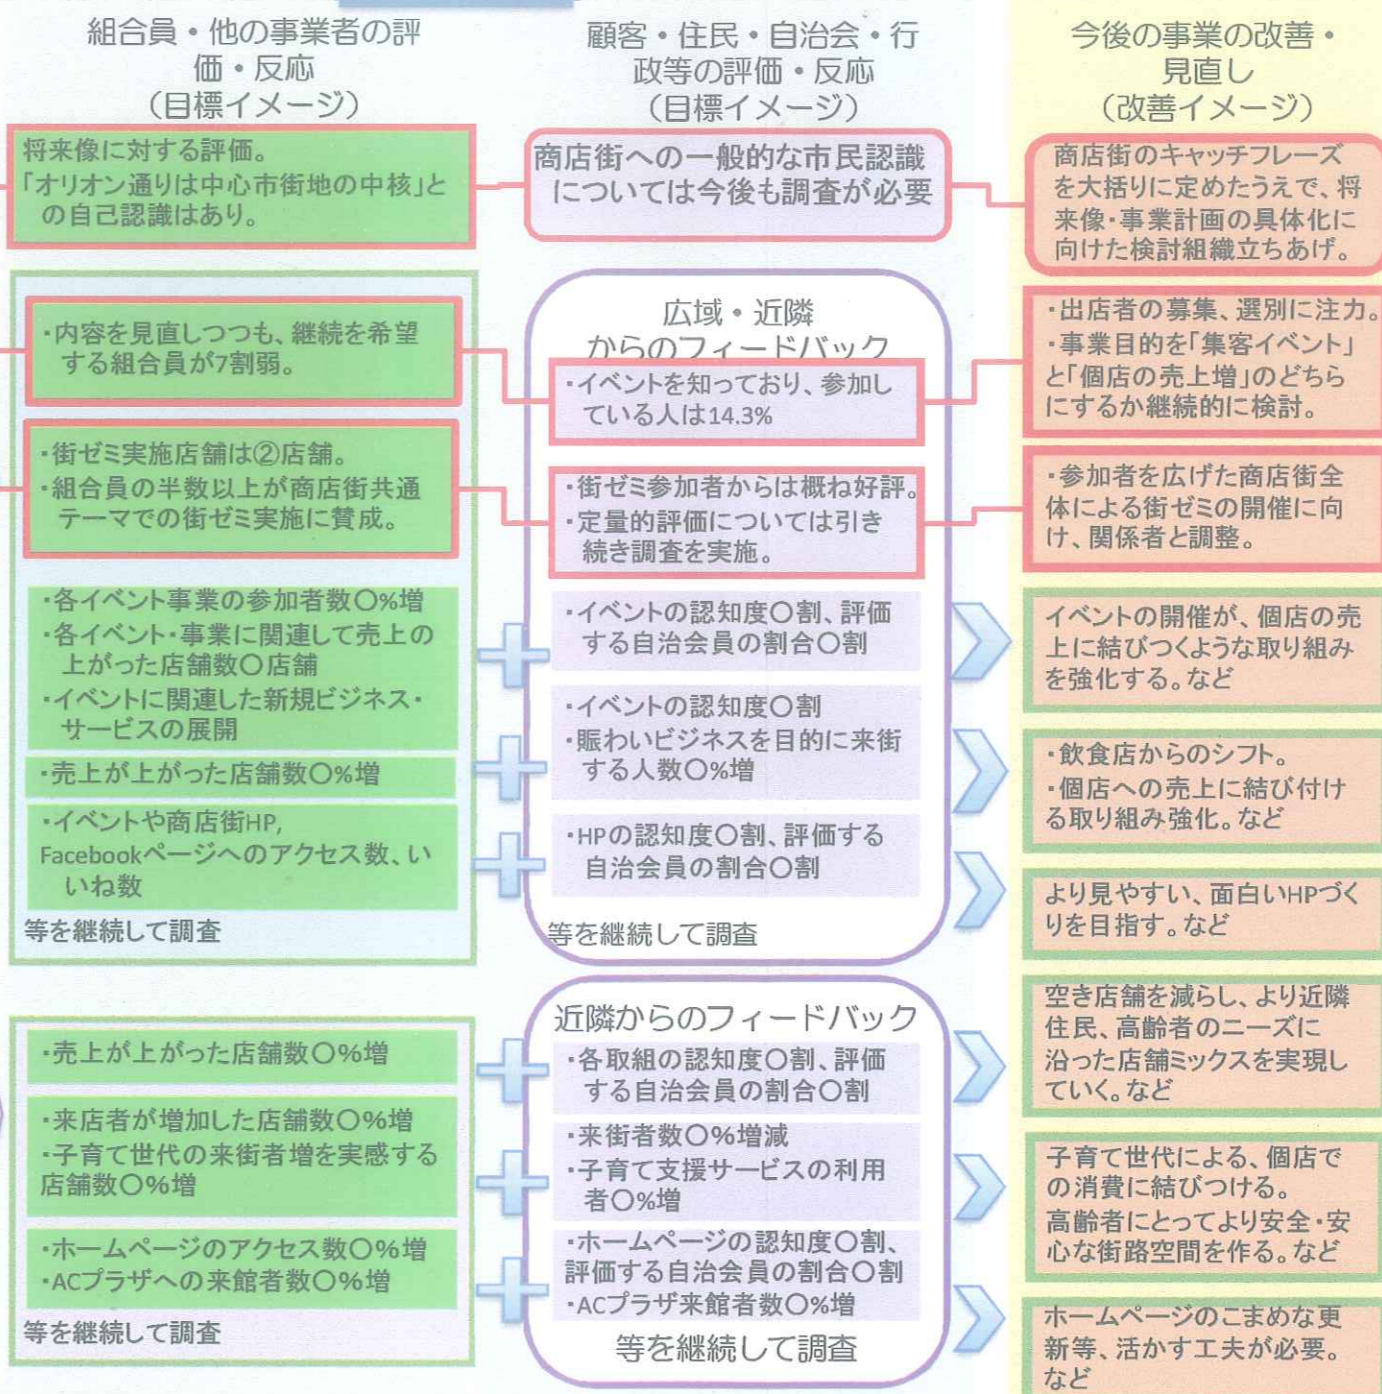 組合員・他の事業者の評
価・反応
(目標イメージ)
将来像に対する評価。
「オリオン通りは中心市街地の中核」と
の自己認識はあり。
・内容を見直しつつも、継続を希望
する組合員が7割弱。
・街ゼミ実施店舗は②店舗。
・組合員の半数以上が商店街共通
テーマでの街ゼミ実施に賛成。
・各イベント事業の参加者数〇%増
・各イベント・事業に関連して売上の
上がった店舗数〇店舗
・イベントに関連した新規ビジネス・
サービスの展開
・売上が上がった店舗数〇%増
・イベントや商店街HP,
Facebookページへのアクセス数、い
いね数
等を継続して調査
・売上が上がった店舗数〇%増
・来店者が増加した店舗数〇%増
・子育て世代の来街者増を実感する
店舗数〇%増
・ホームページのアクセス数〇%増
・ACプラザへの来館者数〇%増
等を継続して調査
顧客・住民・自治会・行
政等の評価・反応
(目標イメージ)
商店街への一般的な市民認識
については今後も調査が必要
広域・近隣
からのフィードバック
・イベントを知っており、参加し
ている人は14.3%
・街ゼミ参加者からは概ね好評。
・定量的評価については引き
続き調査を実施。
・イベントの認知度〇割、評価
する自治会員の割合〇割
・イベントの認知度〇割
・賑わいビジネスを目的に来街
する人数〇%増
・HPの認知度〇割、評価する
自治会員の割合〇割
等を継続して調査
近隣からのフィードバック
・各取組の認知度〇割、評価
する自治会員の割合〇割
・来街者数〇%増減
・子育て支援サービスの利用
者〇%増
・ホームページの認知度〇割、
評価する自治会員の割合〇割
・ACプラザ来館者数〇%増
等を継続して調査
今後の事業の改善・
見直し
(改善イメージ)
商店街のキャッチフレーズ
を大括りに定めたうえで、将
来像・事業計画の具体化に
向けた検討組織立ちあげ。
・出店者の募集、選別に注力。
・事業目的を「集客イベント」
と「個店の売上増」のどちら
にするか継続的に検討。
・参加者を広げた商店街全
体による街ゼミの開催に向
け、関係者と調整。
イベントの開催が、個店の売
上に結びつくような取り組み
を強化する。など
・飲食店からのシフト。
・個店への売上に結び付け
る取り組み強化。など
より見やすい、面白いHPづく
りを目指す。など
空き店舗を減らし、より近隣
住民、高齢者のニーズに
沿った店舗ミックスを実現し
ていく。など
子育て世代による、個店で
の消費に結びつける。
高齢者にとってより安全・安
心な街路空間を作る。など
ホームページのこまめな更
新等、活かす工夫が必要。
など